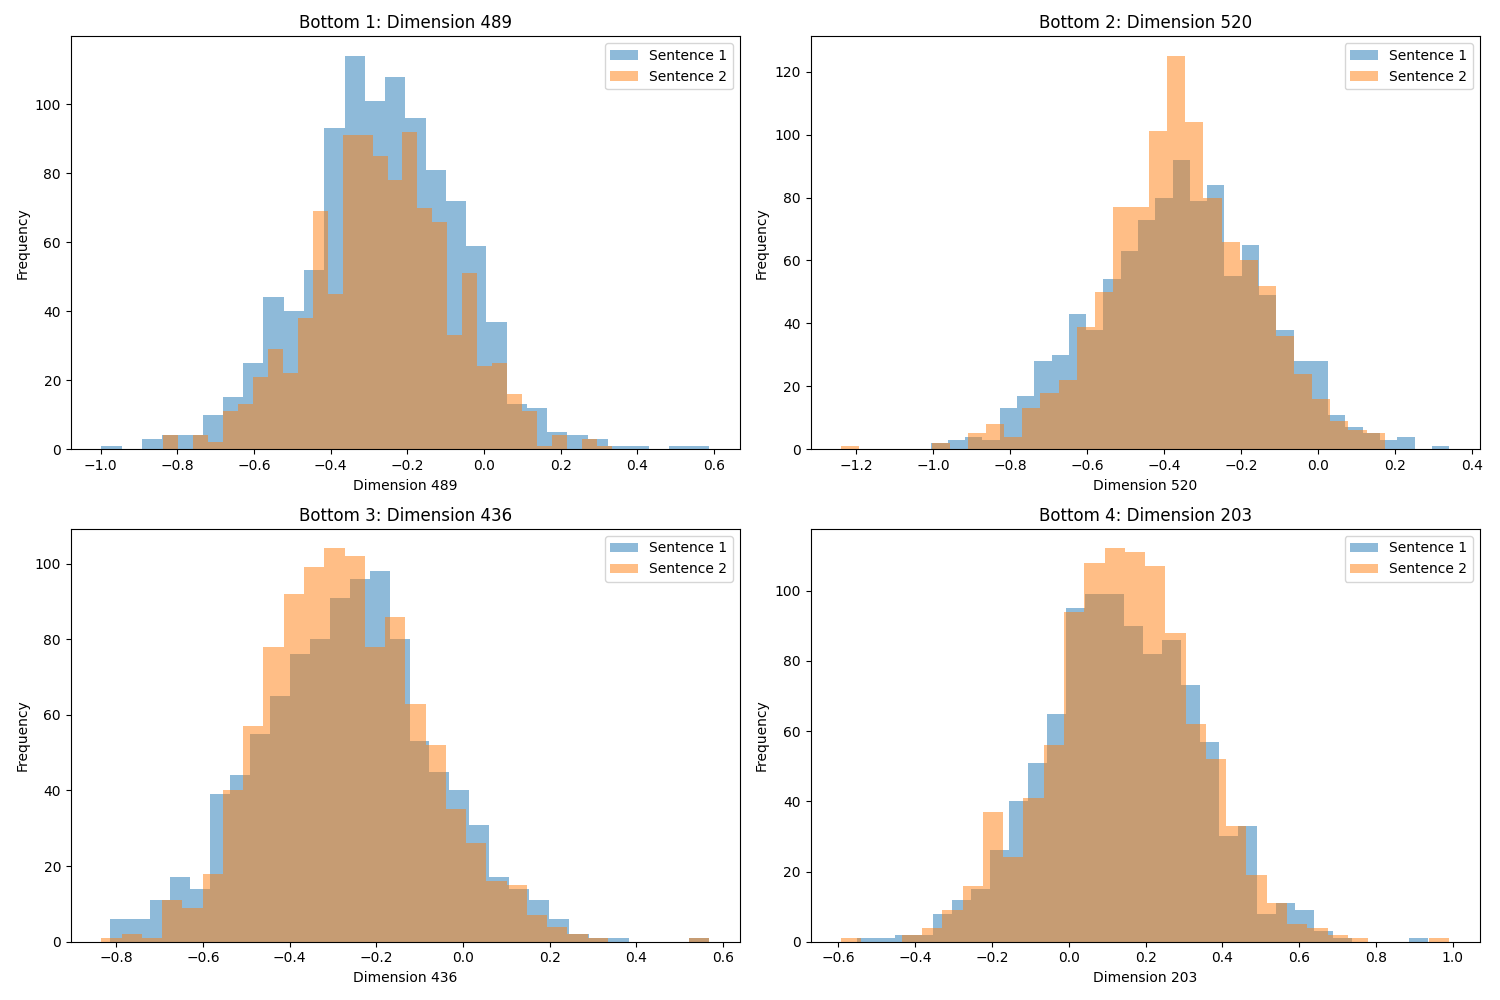 Bottom 1: Dimension 489
Sentence 1
Sentence 2
Frequency
100
80
60
40
20
0
−1.0 −0.8 −0.6 −0.4 −0.2 0.0 0.2 0.4 0.6
Dimension 489
Bottom 2: Dimension 520
Sentence 1
Sentence 2
Frequency
120
100
80
60
40
20
0
−1.2 −1.0 −0.8 −0.6 −0.4 −0.2 0.0 0.2 0.4
Dimension 520
Bottom 3: Dimension 436
Sentence 1
Sentence 2
Frequency
100
80
60
40
20
0
−0.8 −0.6 −0.4 −0.2 0.0 0.2 0.4 0.6
Dimension 436
Bottom 4: Dimension 203
Sentence 1
Sentence 2
Frequency
100
80
60
40
20
0
−0.6 −0.4 −0.2 0.0 0.2 0.4 0.6 0.8 1.0
Dimension 203